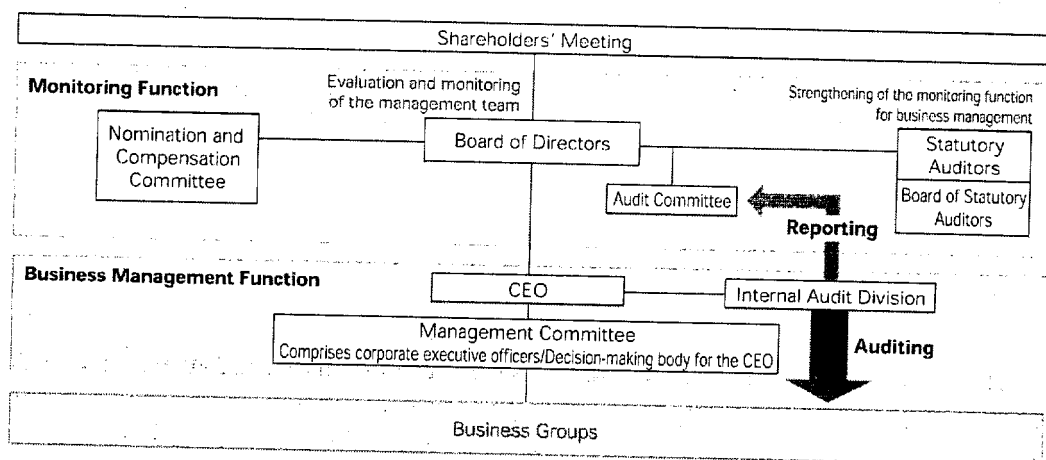 Shareholders' Meeting
Monitoring Function
Evaluation and monitoring
of the management team
Strengthening of the monitoring function
for business management
Nomination and
Compensation
Committee
Board of Directors
Statutory
Auditors
Audit Committee
Board of Statutory
Auditors
Reporting
Business Management Function
CEO
Internal Audit Division
Management Committee
Comprises corporate executive officers/Decision-making body for the CEO
Auditing
Business Groups